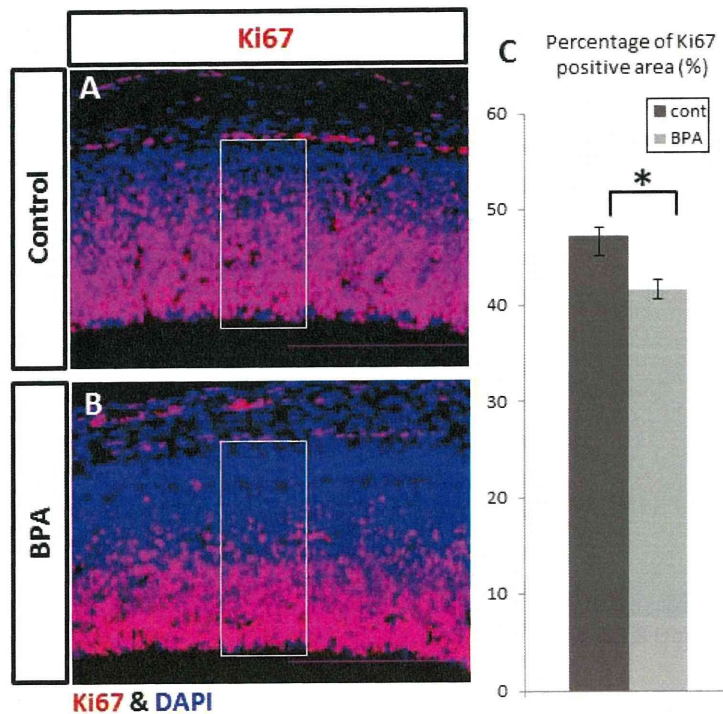 Ki67
C
Percentage of Ki67
positive area (%)
Control
A
BPA
B
Ki67 & DAPI
60
50
40
30
20
10
0
cont
BPA
*